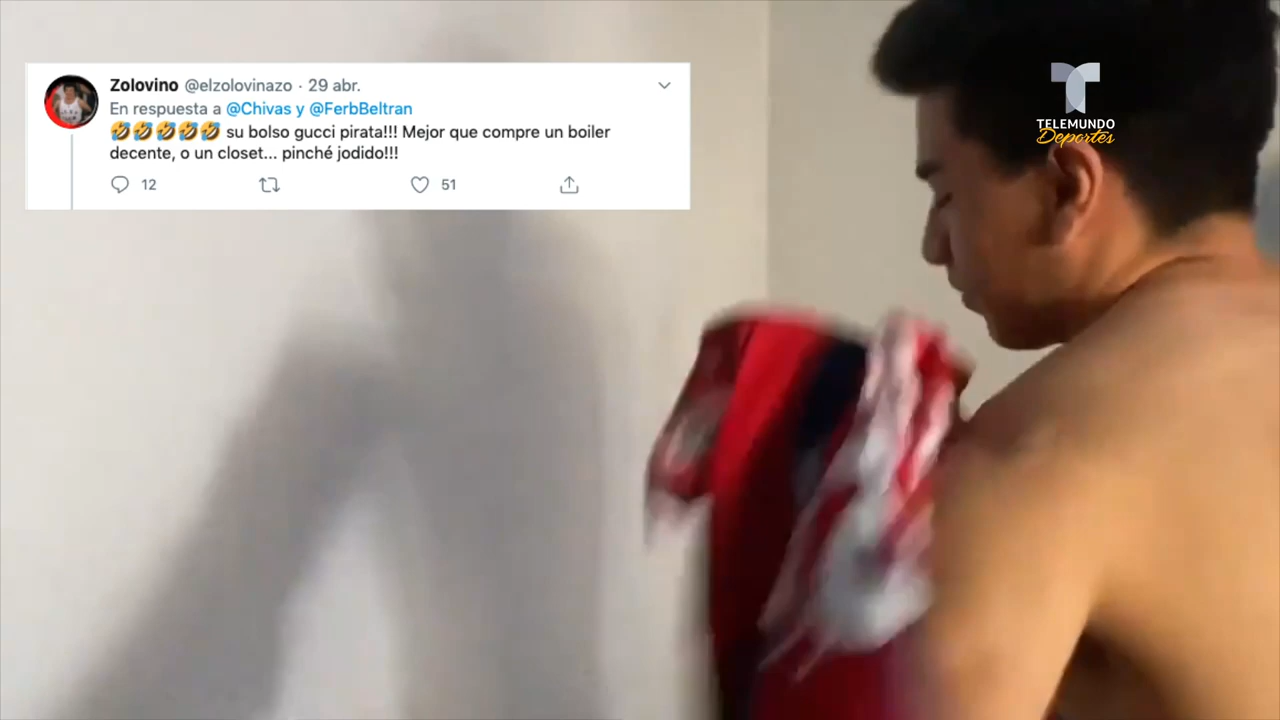 Zolovino @elzolovinazo · 29 abr.
En respuesta a @Chivas y @FerbBeltran
🤣🤣🤣🤣🤣 su bolso gucci pirata!!! Mejor que compre un boiler
decente, o un closet... pinché jodido!!!
12 51
TELEMUNDO
Deportes